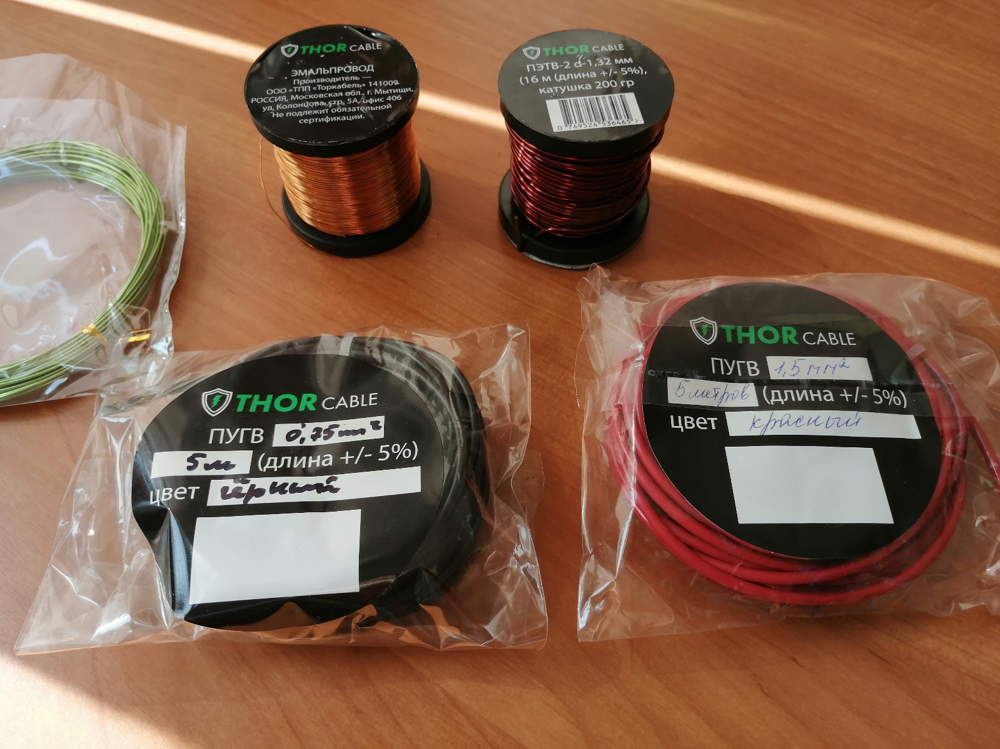 THOR CABLE
ЭМАЛЬПРОВОД
Производитель —
ООО «ТПП «Торкабель» 141009
РОССИЯ, Московская обл., г. Мытищи,
ул. Колонцова, стр. 5А, офис 406
Не подлежит обязательной
сертификации.
THOR CABLE
ПЭТВ-2 d-1,32 мм
(16 м (длина +/- 5%),
катушка 200 гр
0 749524 536465 >
THOR CABLE
ПУГВ 0,75мм²
5м (длина +/- 5%)
цвет чёрный
THOR CABLE
ПУГВ 1,5 мм²
5 метров (длина +/- 5%)
цвет красный